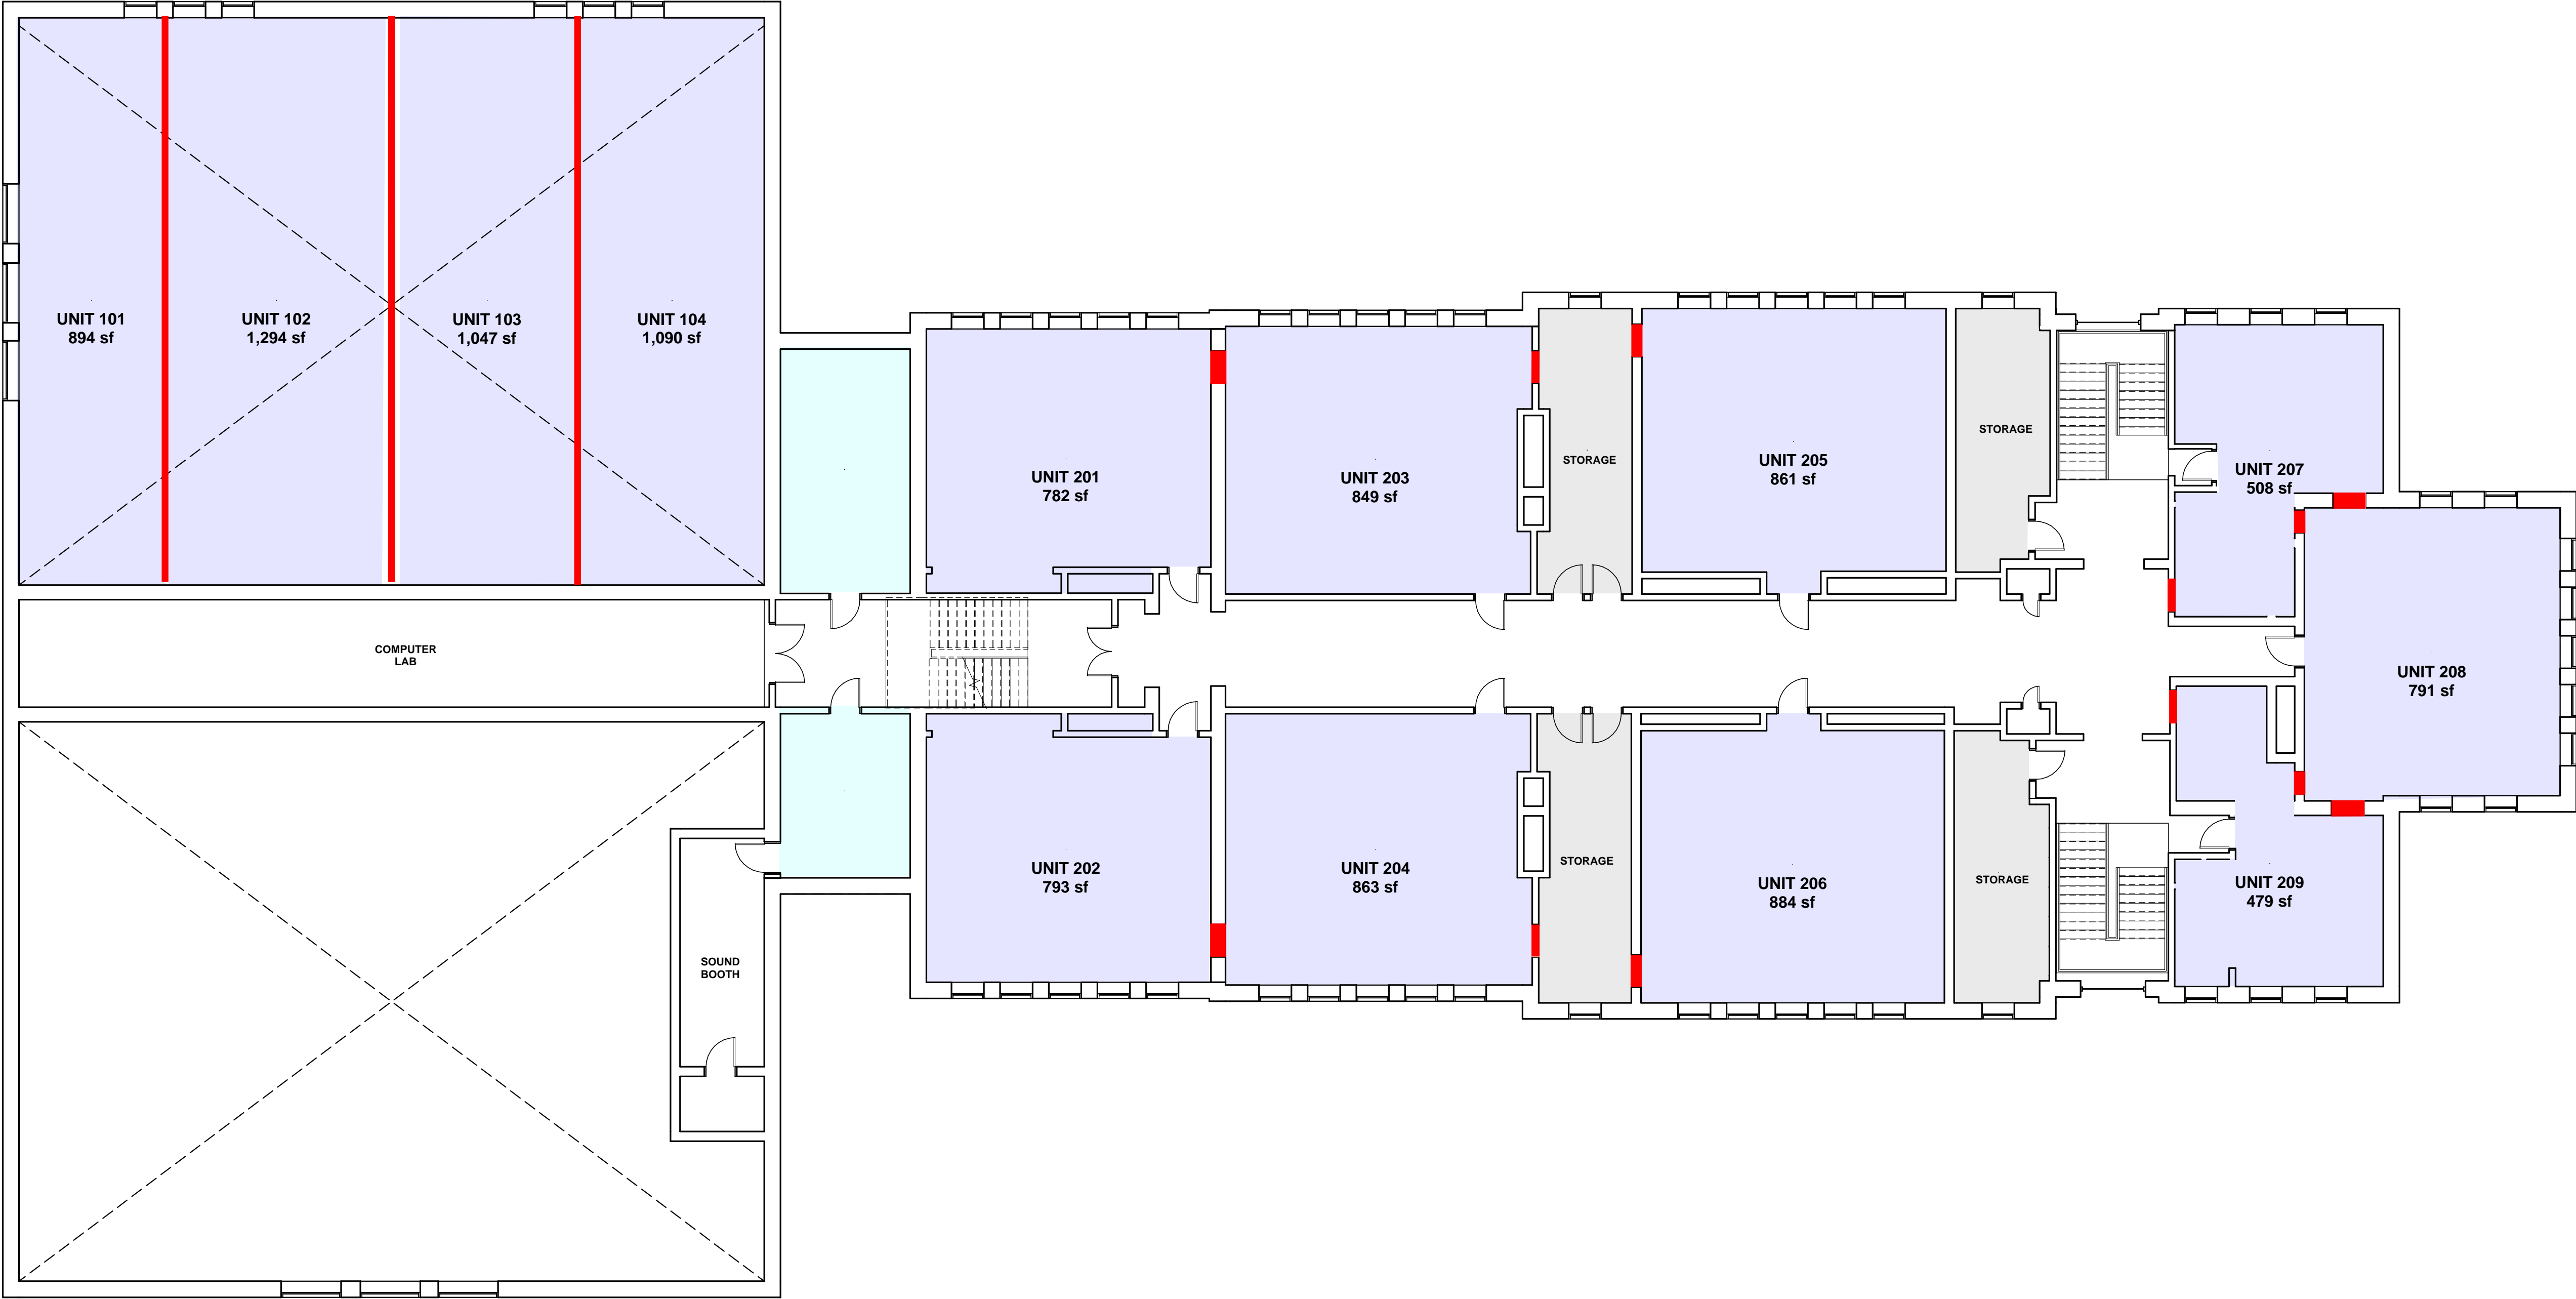 UNIT 101
894 sf
UNIT 102
1,294 sf
UNIT 103
1,047 sf
UNIT 104
1,090 sf
UNIT 201
782 sf
UNIT 203
849 sf
STORAGE
UNIT 205
861 sf
STORAGE
UNIT 207
508 sf
COMPUTER
LAB
UNIT 208
791 sf
UNIT 202
793 sf
UNIT 204
863 sf
STORAGE
UNIT 206
884 sf
STORAGE
UNIT 209
479 sf
SOUND
BOOTH